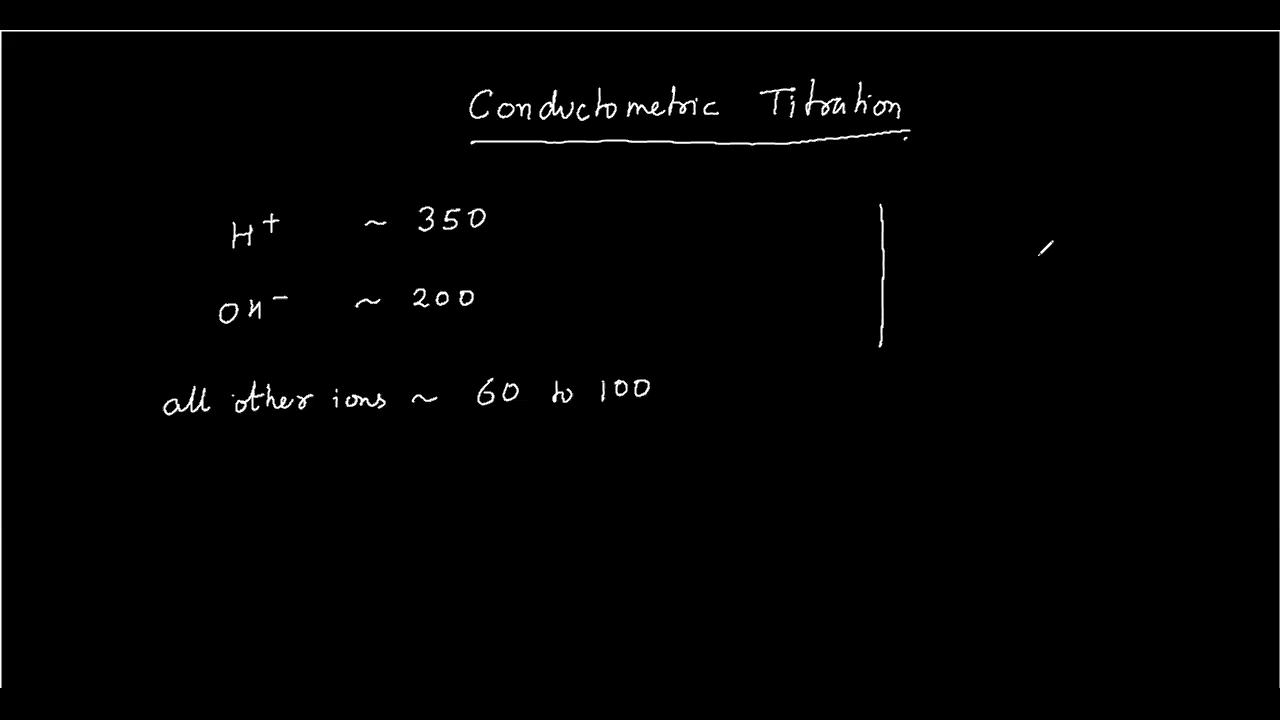 Conductometric Titration
H⁺ ~ 350
OH⁻ ~ 200
all other ions ~ 60 to 100